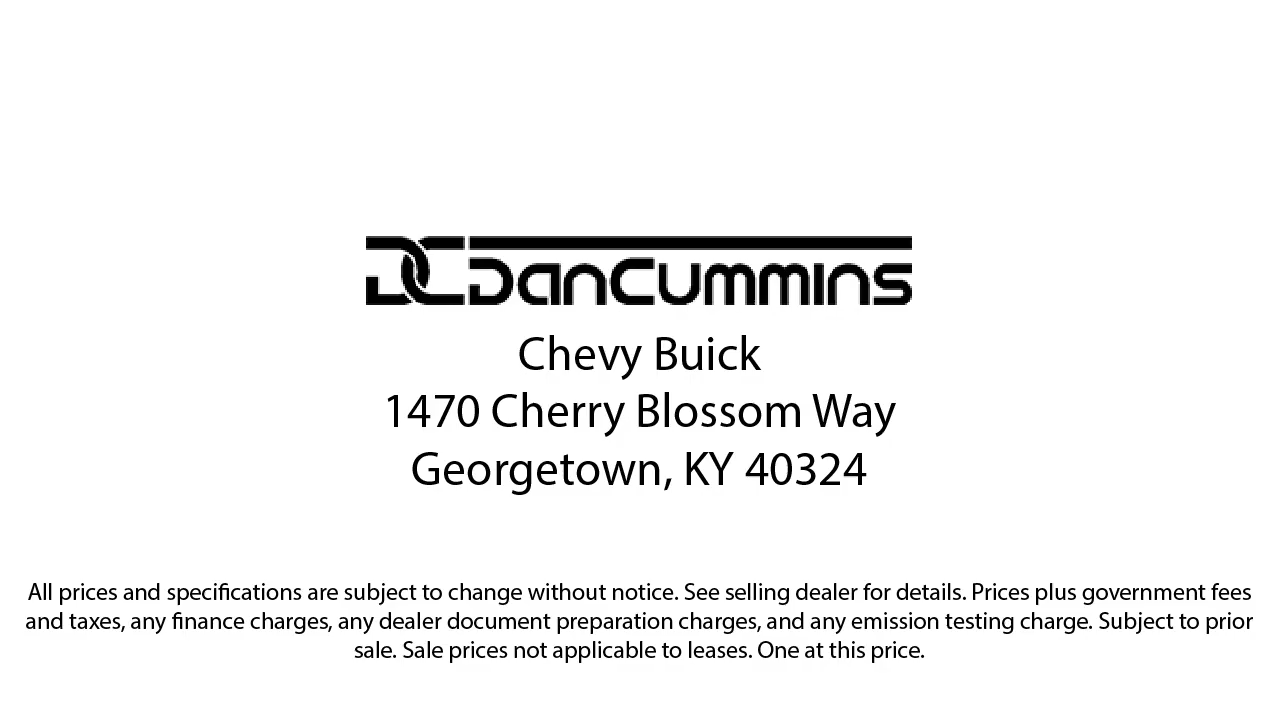 DC DanCummins
Chevy Buick
1470 Cherry Blossom Way
Georgetown, KY 40324
All prices and specifications are subject to change without notice. See selling dealer for details. Prices plus government fees
and taxes, any finance charges, any dealer document preparation charges, and any emission testing charge. Subject to prior
sale. Sale prices not applicable to leases. One at this price.